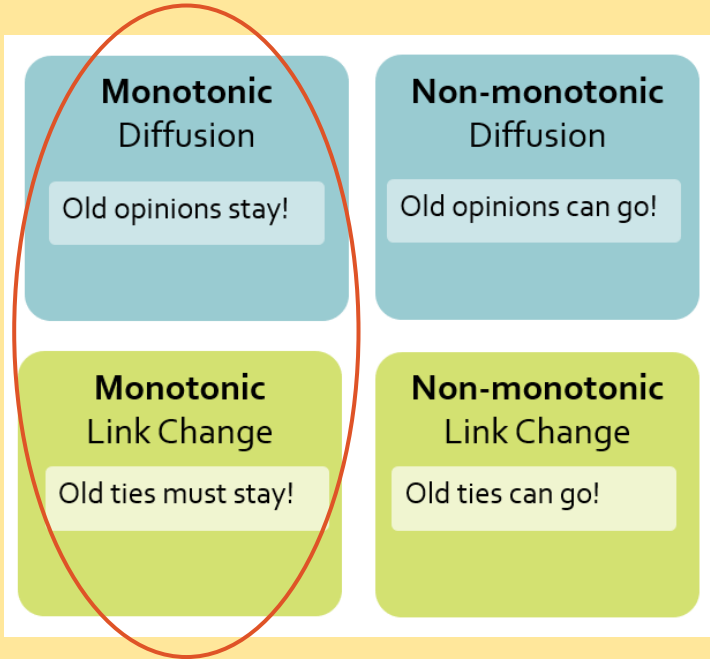 Monotonic
Diffusion
Old opinions stay!
Non-monotonic
Diffusion
Old opinions can go!
Monotonic
Link Change
Old ties must stay!
Non-monotonic
Link Change
Old ties can go!